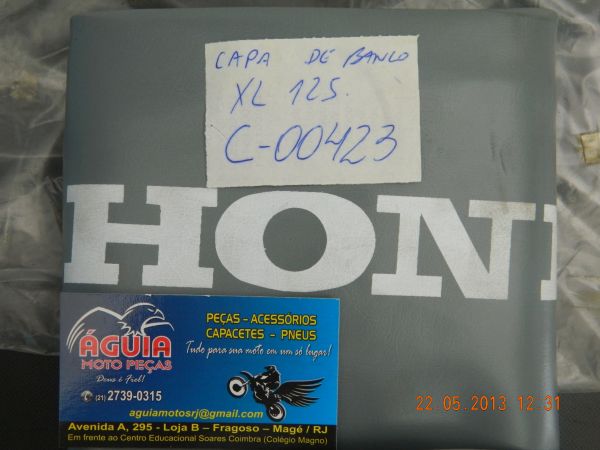 CAPA DE BANCO
XL 125.
C-00423
HON
PEÇAS - ACESSÓRIOS
CAPACETES - PNEUS
Tudo para sua moto em um só lugar!
ÁGUIA
MOTO PEÇAS
Deus é Fiel!
(21) 2739-0315
aguiamotosrj@gmail.com
Avenida A, 295 - Loja B – Fragoso – Magé / RJ
Em frente ao Centro Educacional Soares Coimbra (Colégio Magno)
22.05.2013 12:31